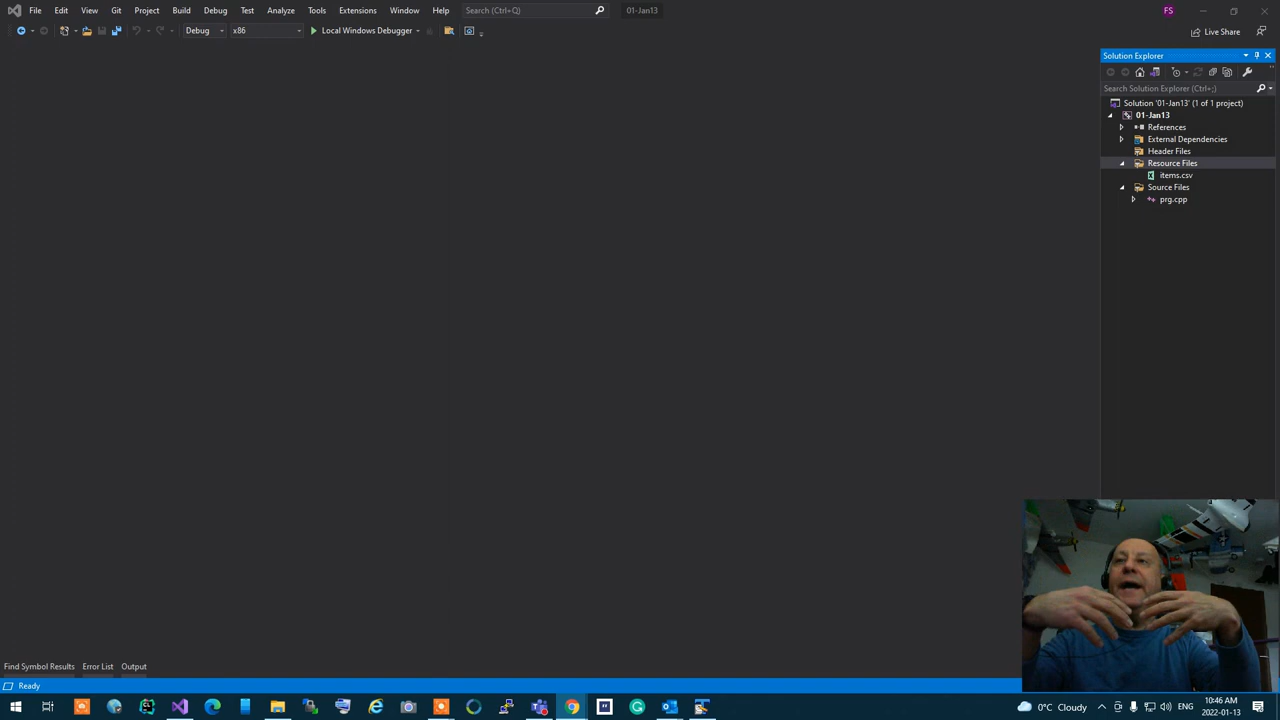 File Edit View Git Project Build Debug Test Analyze Tools Extensions Window Help Search (Ctrl+Q) 01-Jan13 FS
Debug x86 Local Windows Debugger Live Share
Solution Explorer
Search Solution Explorer (Ctrl+;)
Solution '01-Jan13' (1 of 1 project)
01-Jan13
References
External Dependencies
Header Files
Resource Files
items.csv
Source Files
prg.cpp
Find Symbol Results Error List Output
Ready
0°C Cloudy ENG 10:46 AM
2022-01-13